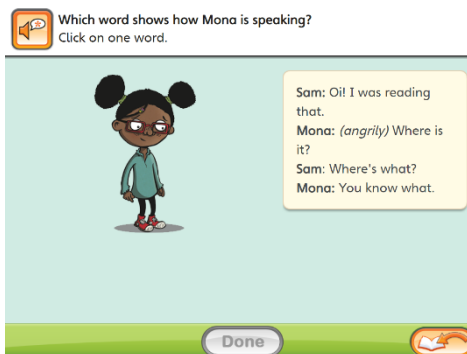 Which word shows how Mona is speaking?
Click on one word.
Sam: Oi! I was reading
that.
Mona: (angrily) Where is
it?
Sam: Where's what?
Mona: You know what.
Done